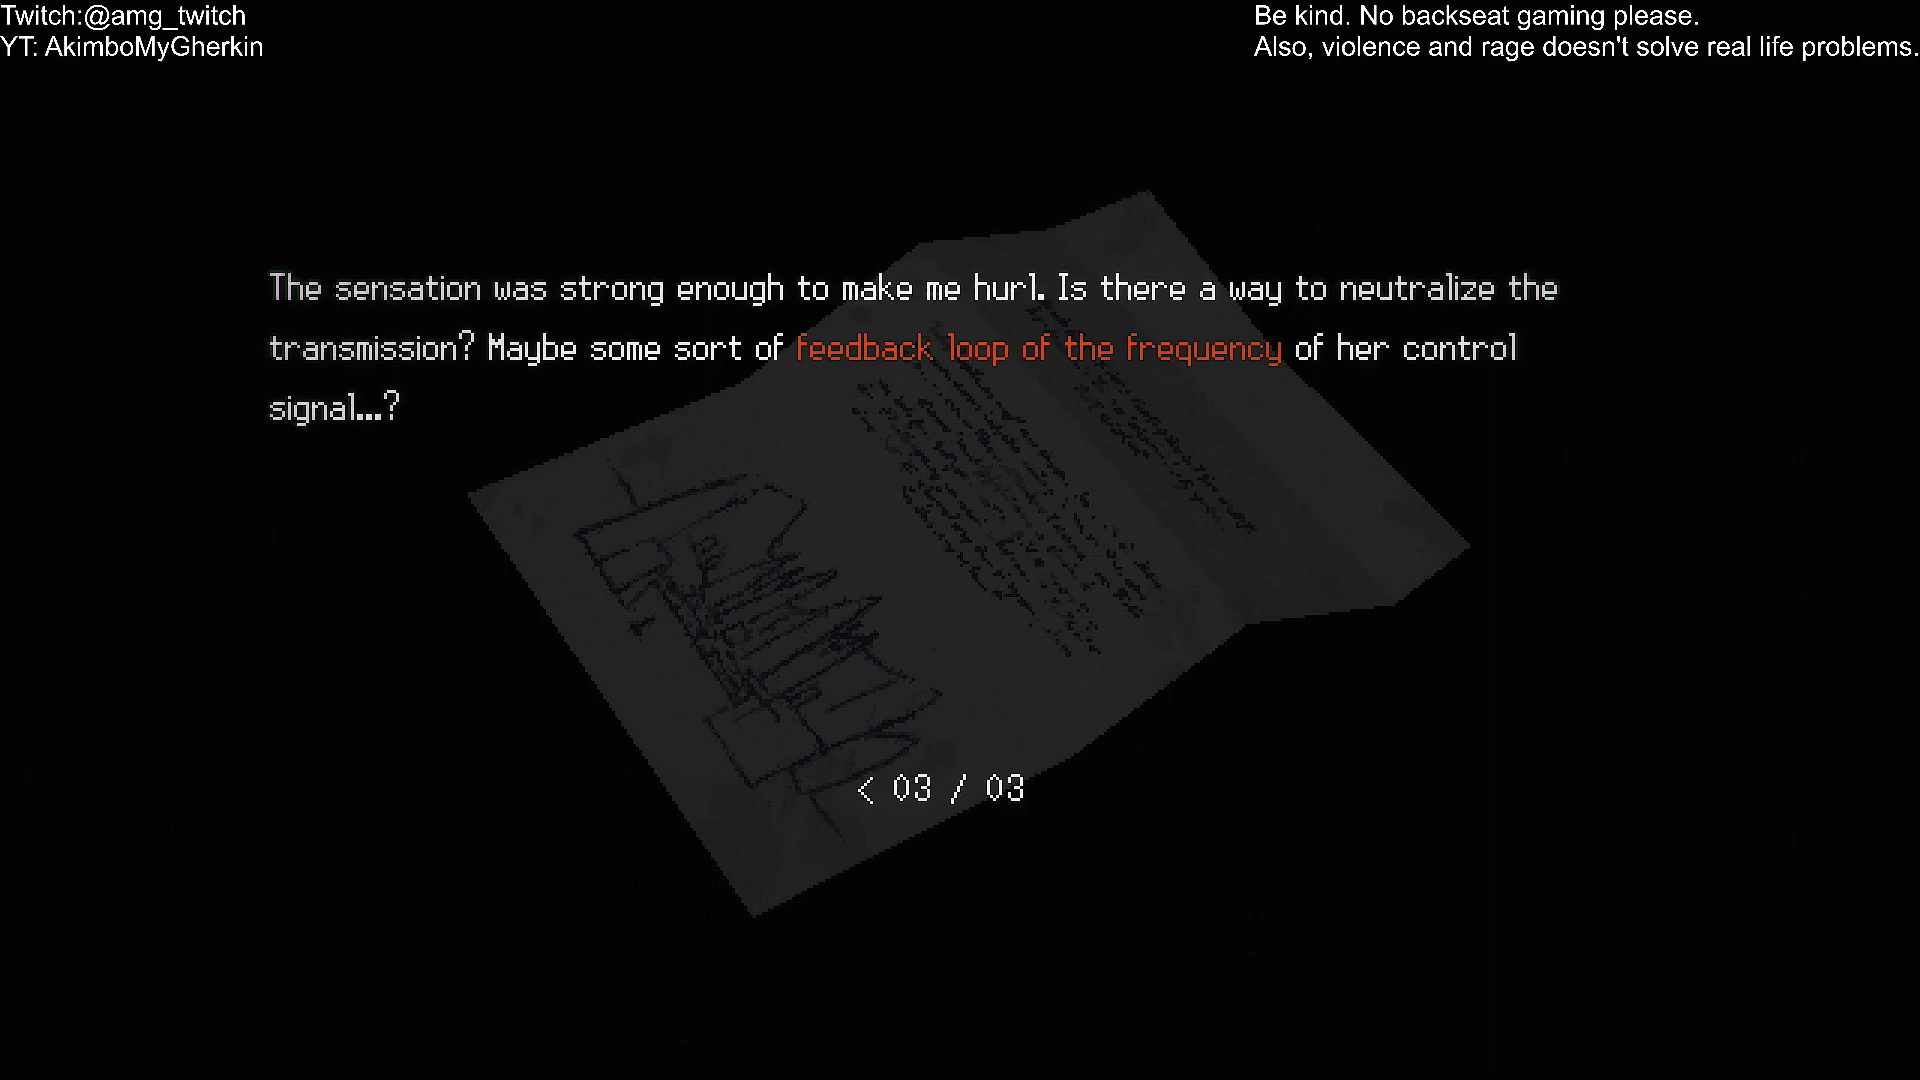 Twitch:@amg_twitch
YT: AkimboMyGherkin
Be kind. No backseat gaming please.
Also, violence and rage doesn't solve real life problems.
The sensation was strong enough to make me hurl. Is there a way to neutralize the
transmission? Maybe some sort of feedback loop of the frequency of her control
signal...?
< 03 / 03